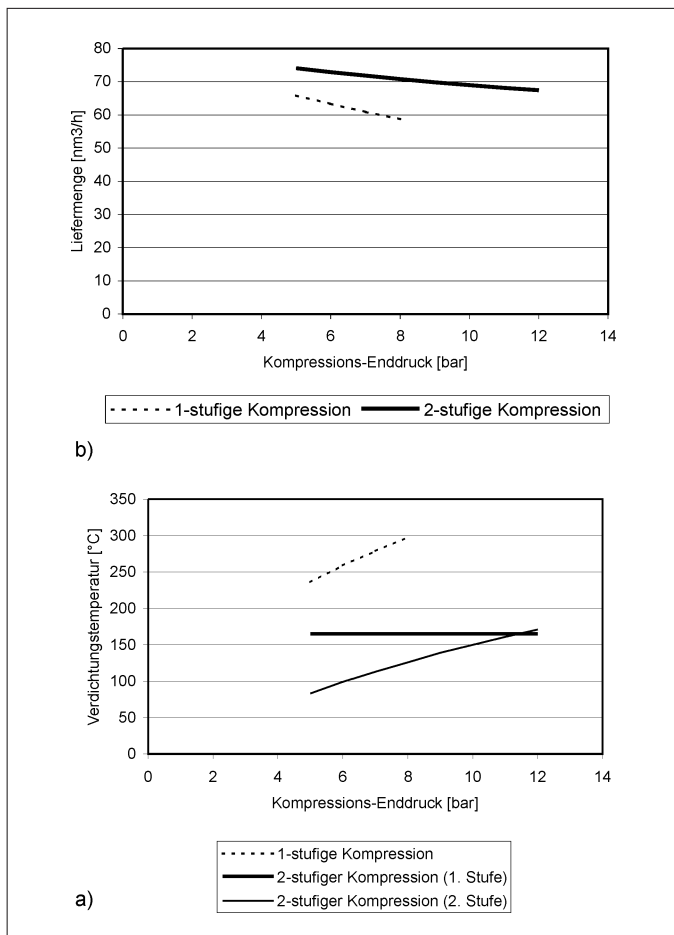 80
70
60
50
40
30
20
10
0
Liefermenge [nm3/h]
0 2 4 6 8 10 12 14
Kompressions-Enddruck [bar]
1-stufige Kompression 2-stufige Kompression
b)
350
300
250
200
150
100
50
0
Verdichtungstemperatur [°C]
0 2 4 6 8 10 12 14
Kompressions-Enddruck [bar]
1-stufige Kompression
2-stufiger Kompression (1. Stufe)
2-stufiger Kompression (2. Stufe)
a)